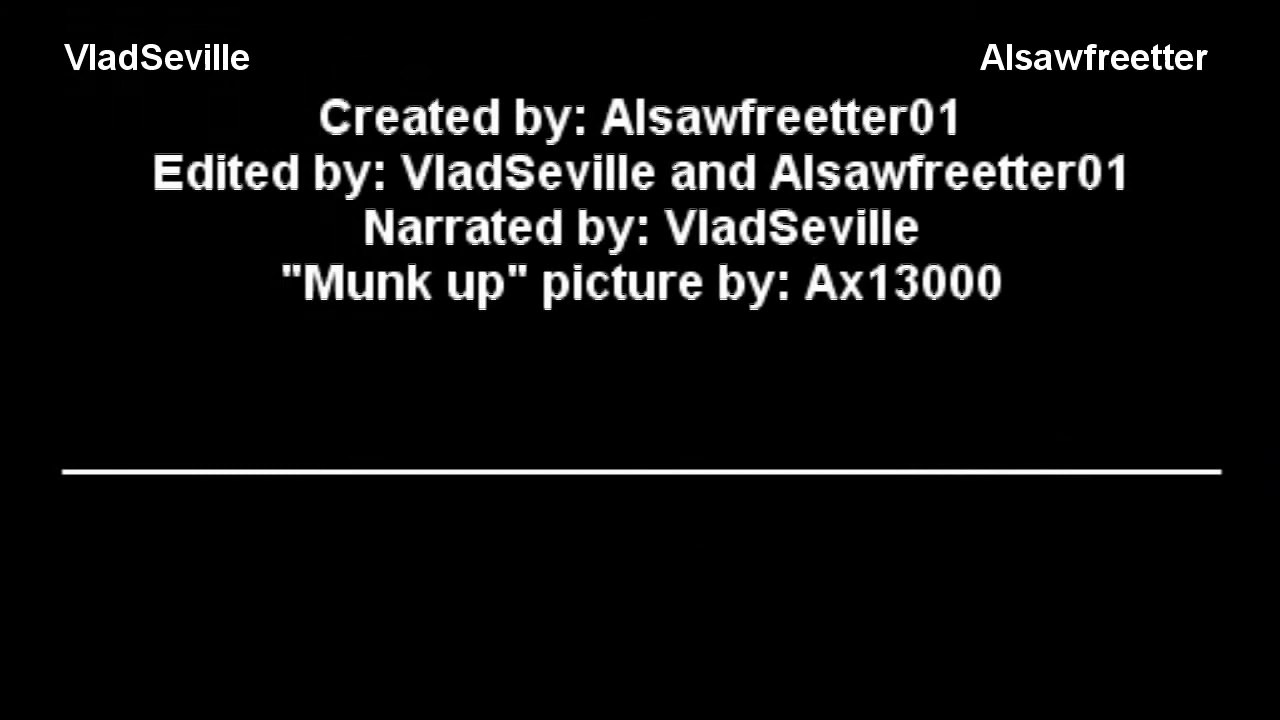 VladSeville
Alsawfreetter
Created by: Alsawfreetter01
Edited by: VladSeville and Alsawfreetter01
Narrated by: VladSeville
"Munk up" picture by: Ax13000